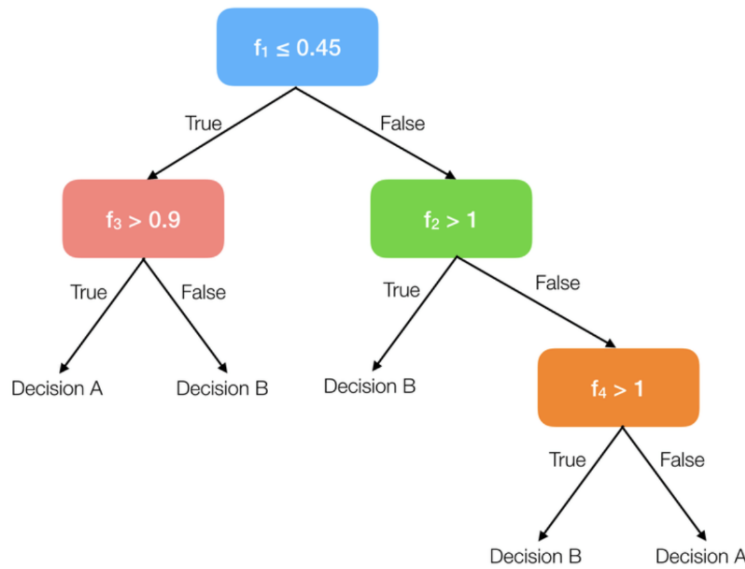 f₁ ≤ 0.45
True
False
f₃ > 0.9
f₂ > 1
True
False
True
False
Decision A
Decision B
Decision B
f₄ > 1
True
False
Decision B
Decision A